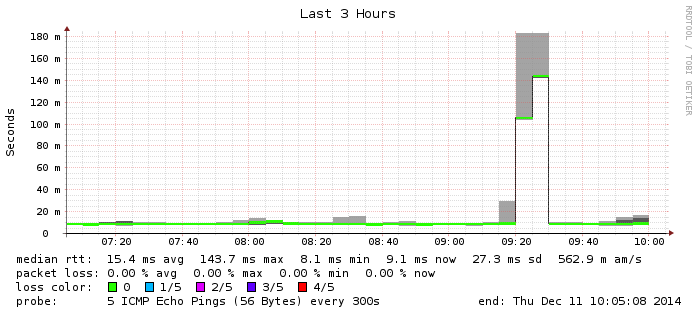 Last 3 Hours
RRDTOOL / TOBI OETIKER
Seconds
180 m
160 m
140 m
120 m
100 m
80 m
60 m
40 m
20 m
0
07:20 07:40 08:00 08:20 08:40 09:00 09:20 09:40 10:00
median rtt: 15.4 ms avg 143.7 ms max 8.1 ms min 9.1 ms now 27.3 ms sd 562.9 m am/s
packet loss: 0.00 % avg 0.00 % max 0.00 % min 0.00 % now
loss color: 0 1/5 2/5 3/5 4/5
probe: 5 ICMP Echo Pings (56 Bytes) every 300s end: Thu Dec 11 10:05:08 2014